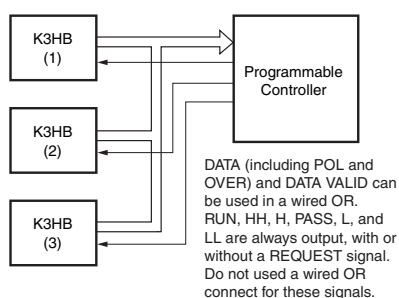 K3HB
(1)
K3HB
(2)
K3HB
(3)
Programmable
Controller
DATA (including POL and
OVER) and DATA VALID can
be used in a wired OR.
RUN, HH, H, PASS, L, and
LL are always output, with or
without a REQUEST signal.
Do not used a wired OR
connect for these signals.